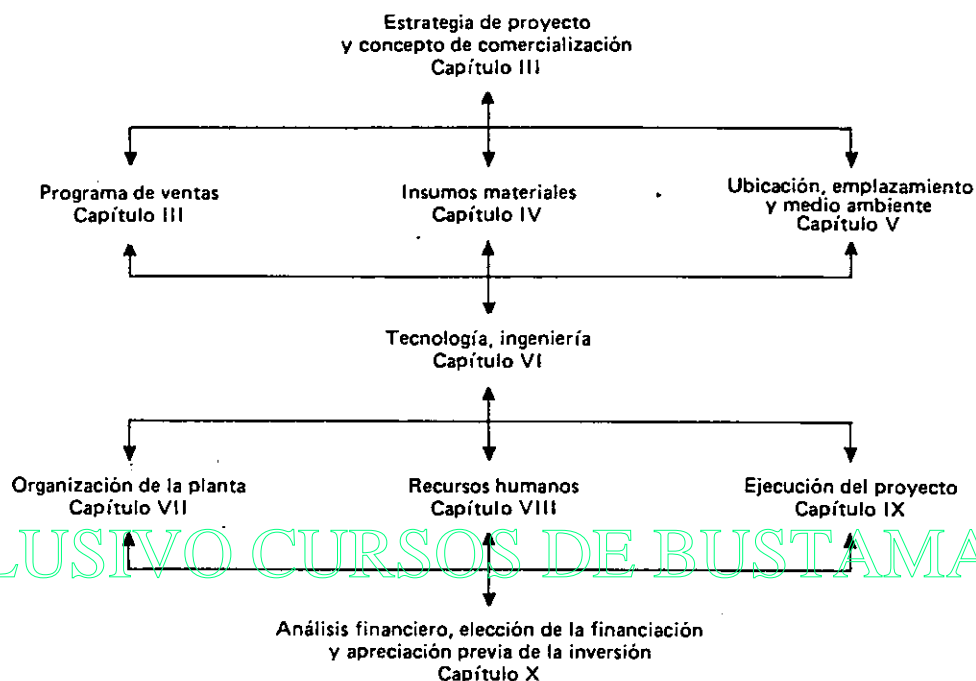 Estrategia de proyecto
y concepto de comercialización
Capítulo III
Programa de ventas
Capítulo III
Insumos materiales
Capítulo IV
Ubicación, emplazamiento
y medio ambiente
Capítulo V
Tecnología, ingeniería
Capítulo VI
Organización de la planta
Capítulo VII
Recursos humanos
Capítulo VIII
Ejecución del proyecto
Capítulo IX
LUSIVO CURSOS DE BUSTAMA
Análisis financiero, elección de la financiación
y apreciación previa de la inversión
Capítulo X